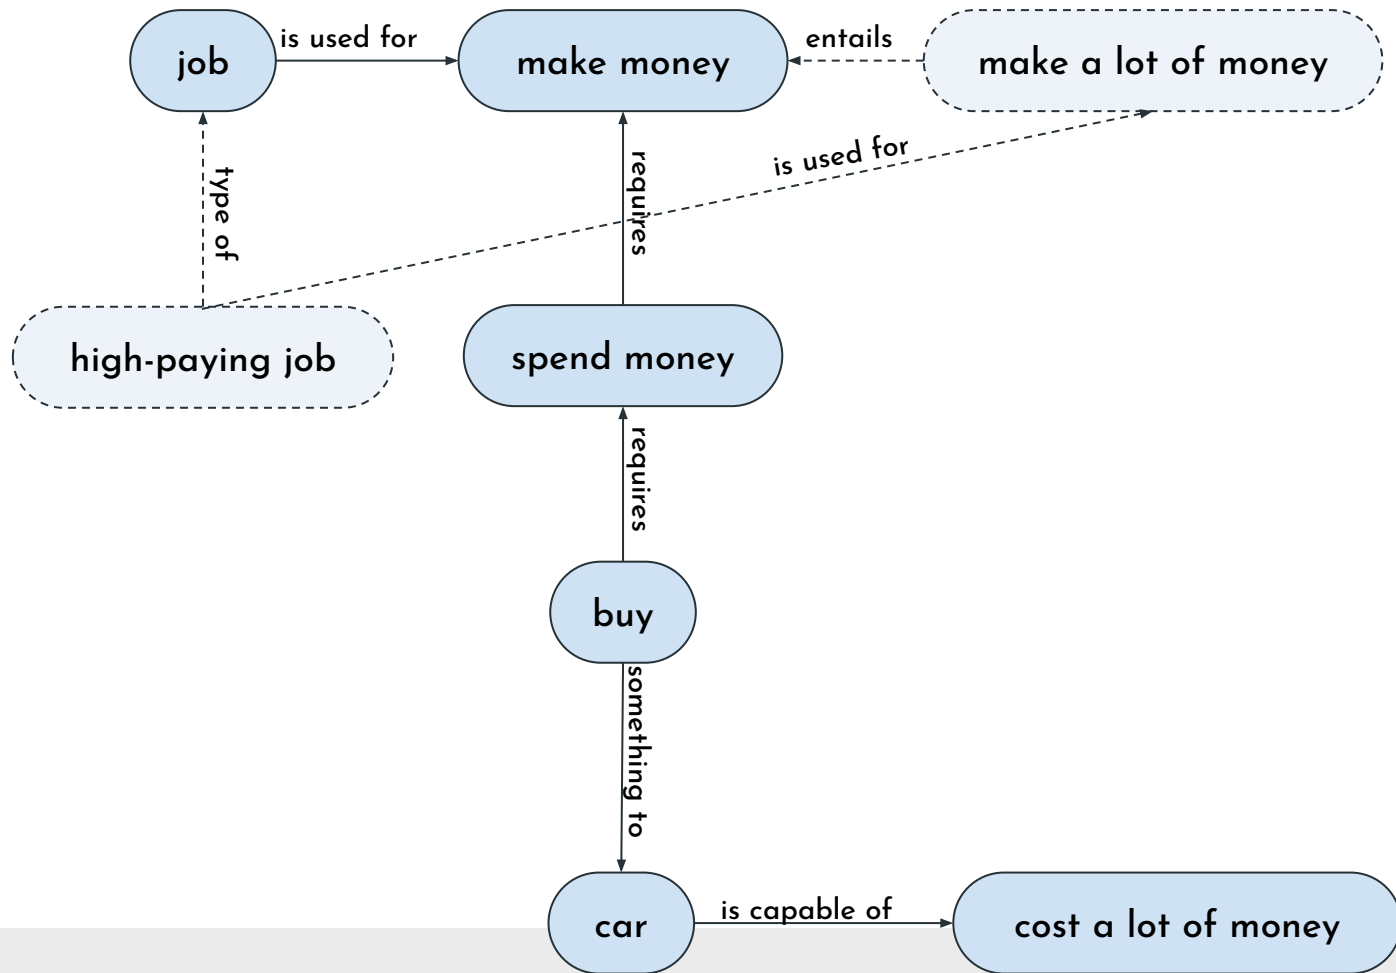 job
is used for
make money
entails
make a lot of money
type of
requires
is used for
high-paying job
spend money
requires
buy
something to
car
is capable of
cost a lot of money